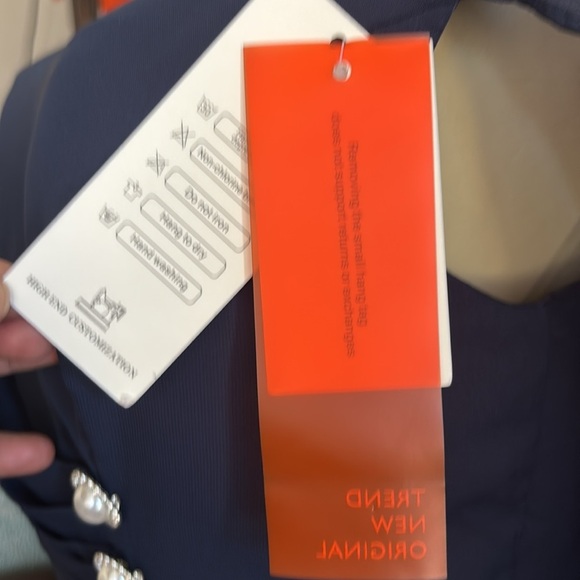 Non-chlorine b
Do not iron
Hang to dry
Hand washing
HIGH END CUSTOMIZATION
Removing the small hang tag
does not support returns or exchanges
TREND
NEW
ORIGINAL